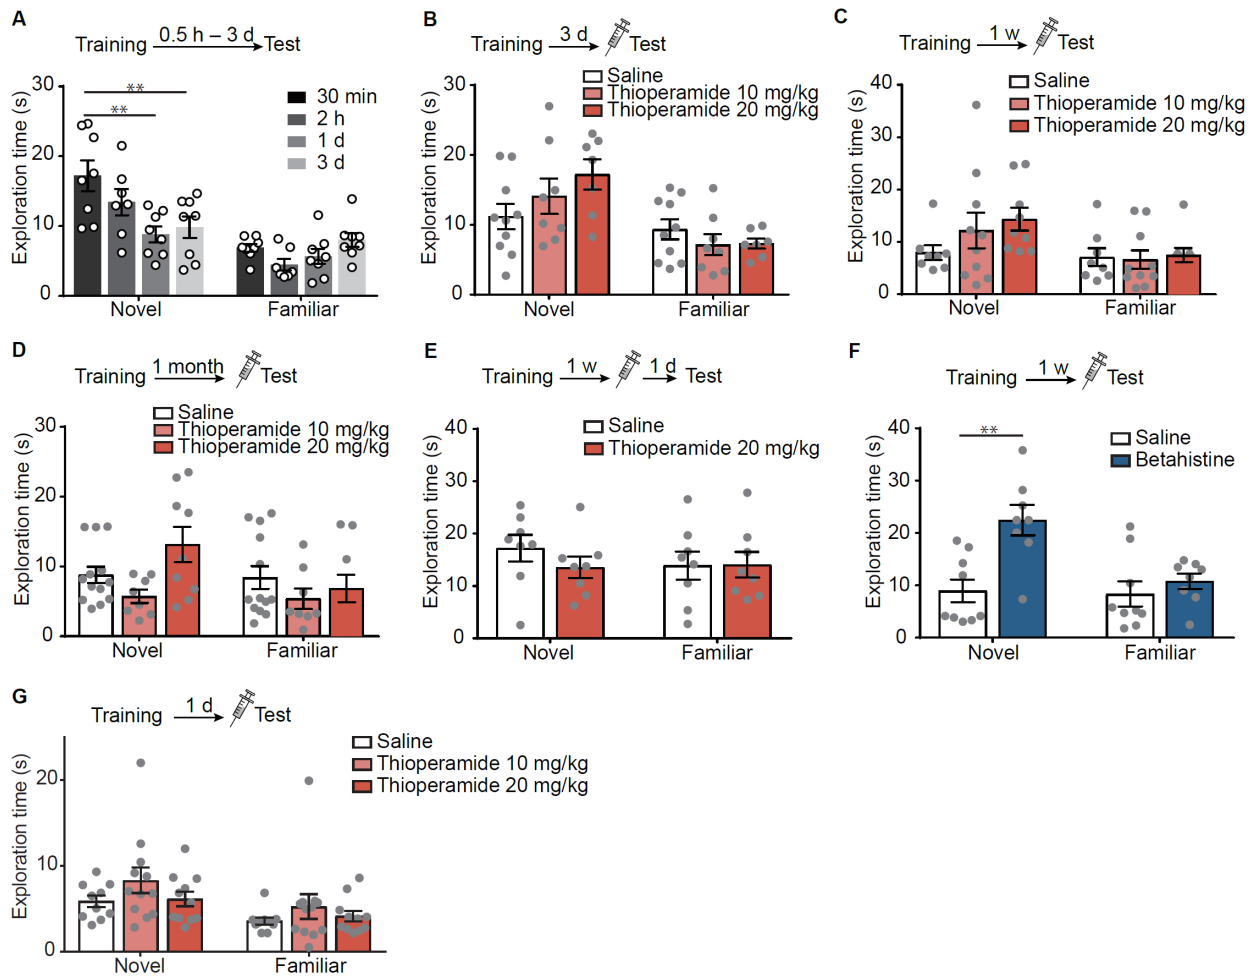 A
Training 0.5 h – 3 d Test
Exploration time (s)
30
20
10
0
**
**
30 min
2 h
1 d
3 d
Novel Familiar
B
Training 3 d Test
Saline
Thioperamide 10 mg/kg
Thioperamide 20 mg/kg
Exploration time (s)
30
20
10
0
Novel Familiar
C
Training 1 w Test
Saline
Thioperamide 10 mg/kg
Thioperamide 20 mg/kg
Exploration time (s)
40
30
20
10
0
Novel Familiar
D
Training 1 month Test
Saline
Thioperamide 10 mg/kg
Thioperamide 20 mg/kg
Exploration time (s)
30
20
10
0
Novel Familiar
E
Training 1 w 1 d Test
Saline
Thioperamide 20 mg/kg
Exploration time (s)
40
30
20
10
0
Novel Familiar
F
Training 1 w Test
Saline
Betahistine
**
Exploration time (s)
40
30
20
10
0
Novel Familiar
G
Training 1 d Test
Saline
Thioperamide 10 mg/kg
Thioperamide 20 mg/kg
Exploration time (s)
20
10
0
Novel Familiar